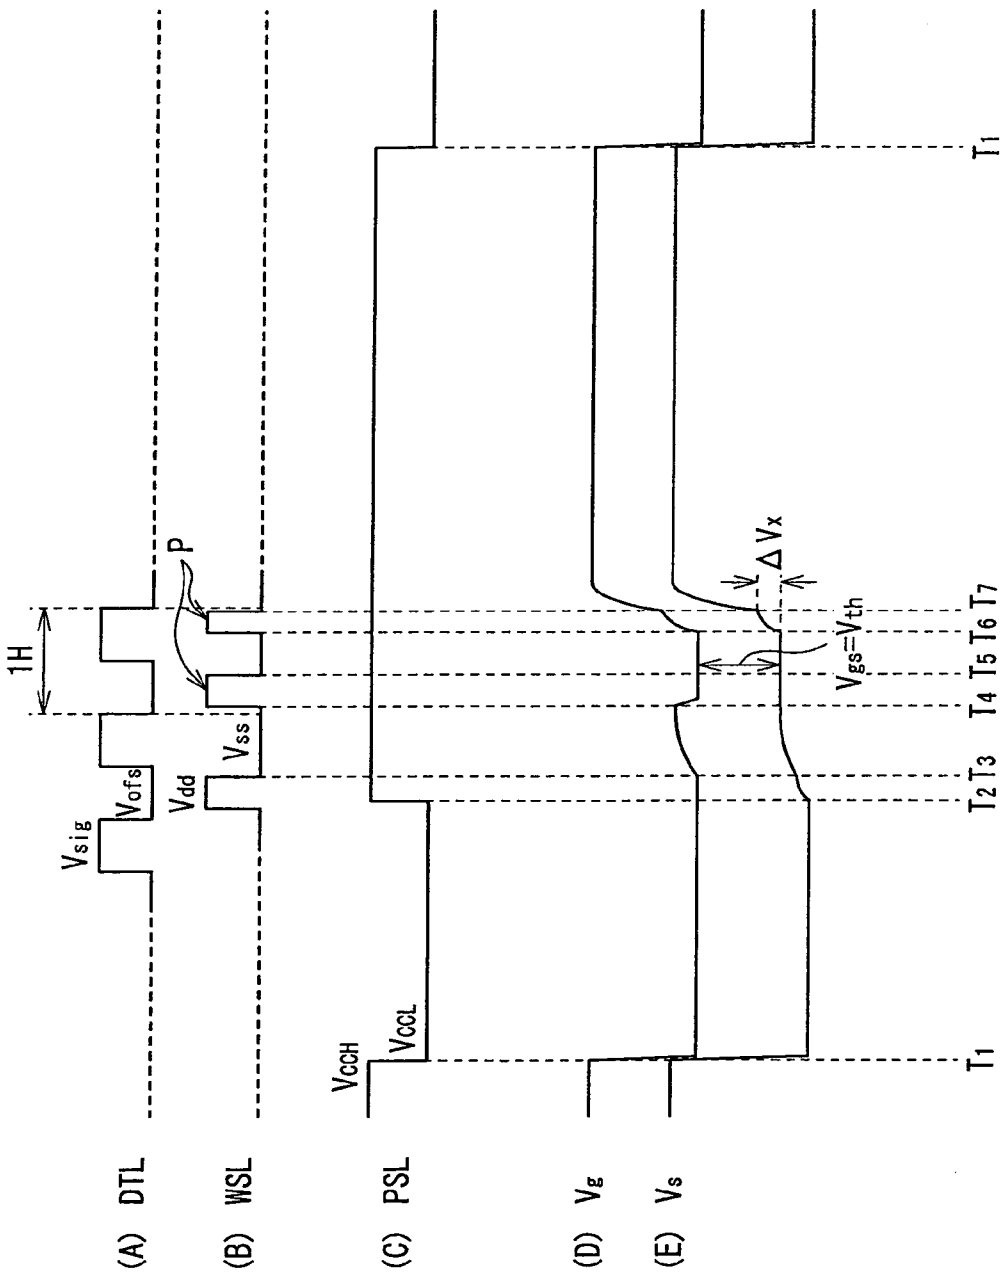 1H
(A) DTL
Vsig
Vofs
P
(B) WSL
Vdd
Vss
(C) PSL
VCCH
VCCL
(D) Vg
(E) Vs
Vgs=Vth
ΔVx
T1
T2
T3
T4
T5
T6
T7
T1